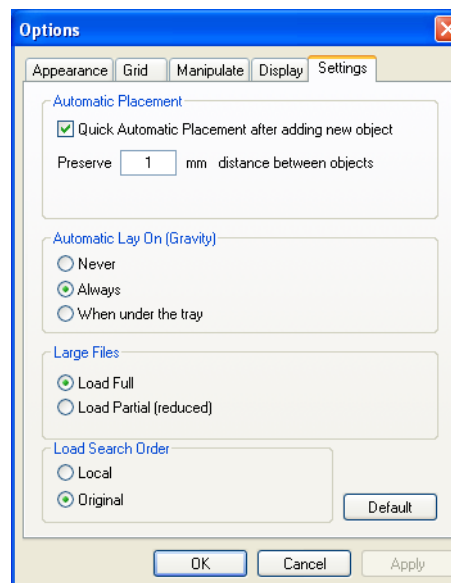 Options
Appearance Grid Manipulate Display Settings
Automatic Placement
Quick Automatic Placement after adding new object
Preserve 1 mm distance between objects
Automatic Lay On (Gravity)
Never
Always
When under the tray
Large Files
Load Full
Load Partial (reduced)
Load Search Order
Local
Original
Default
OK Cancel Apply